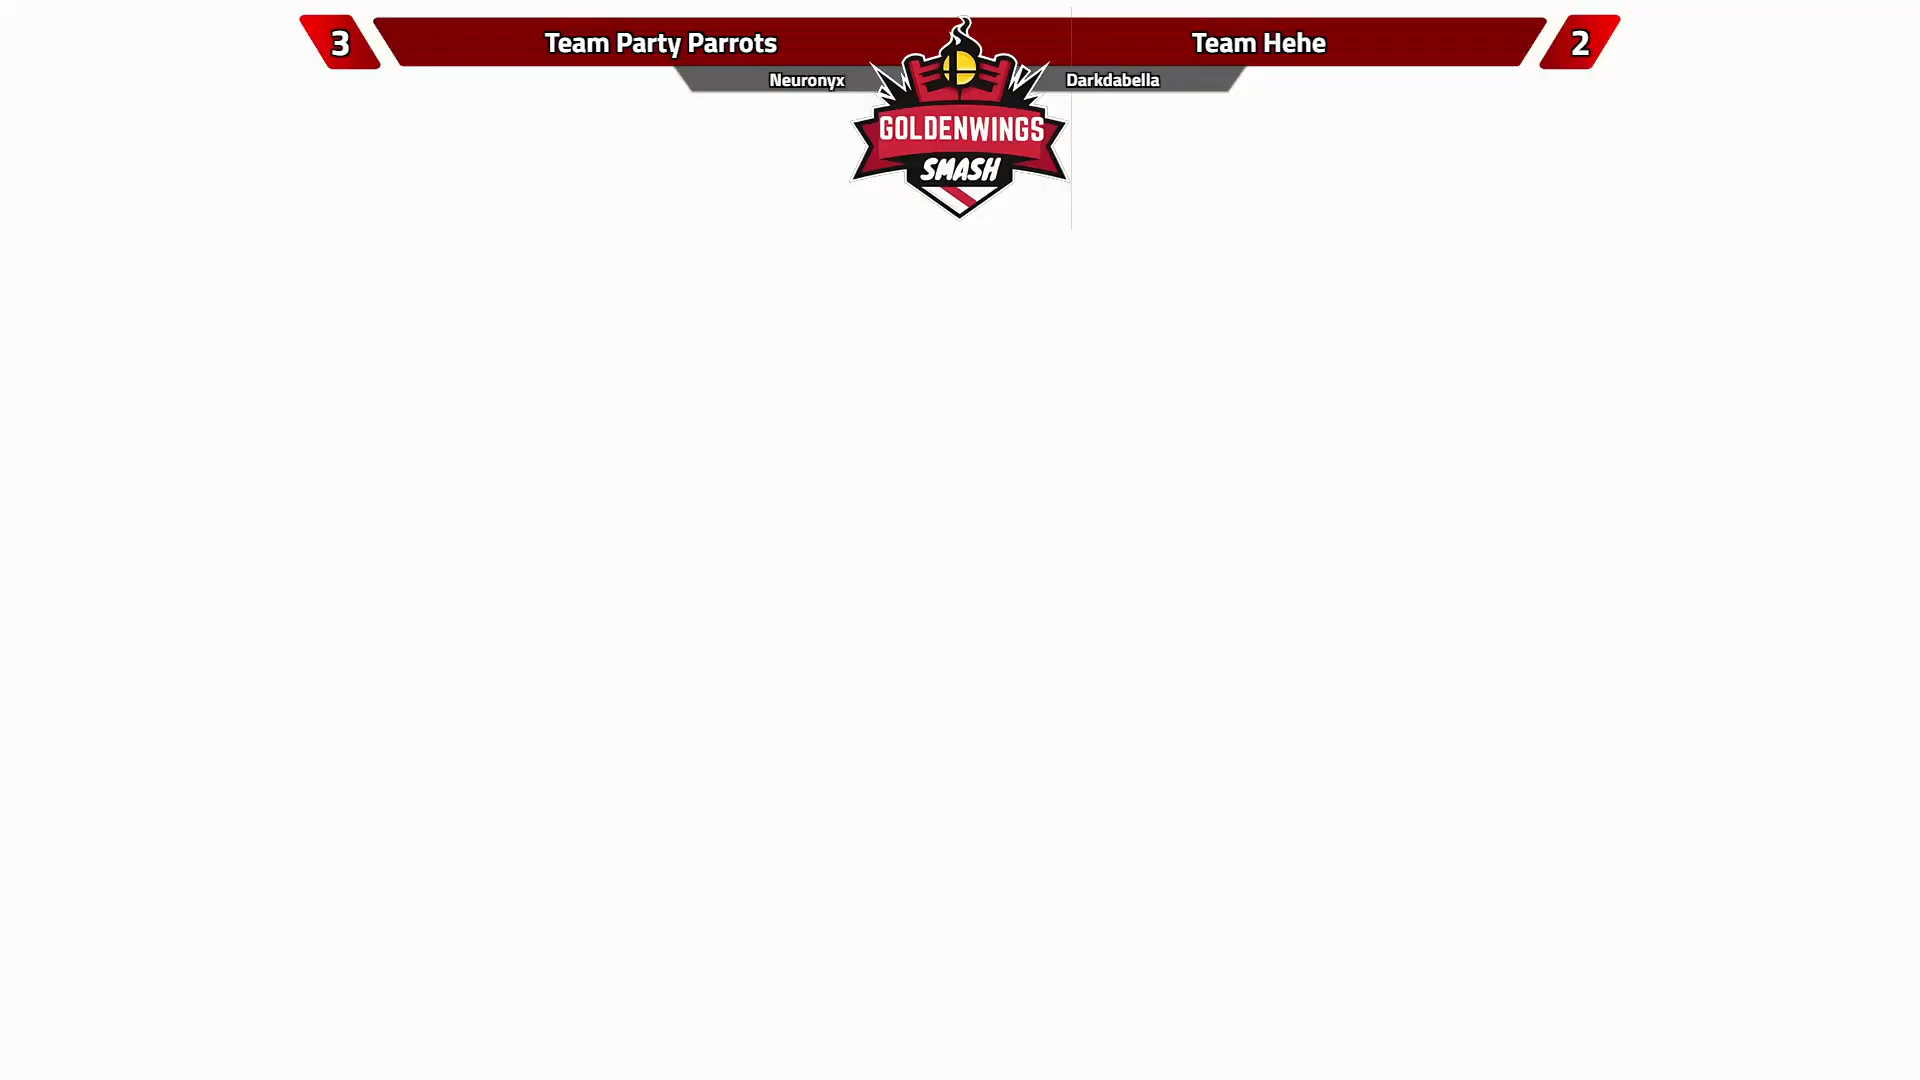 3 Team Party Parrots Team Hehe 2
Neuronyx Darkdabella
GOLDENWINGS
SMASH